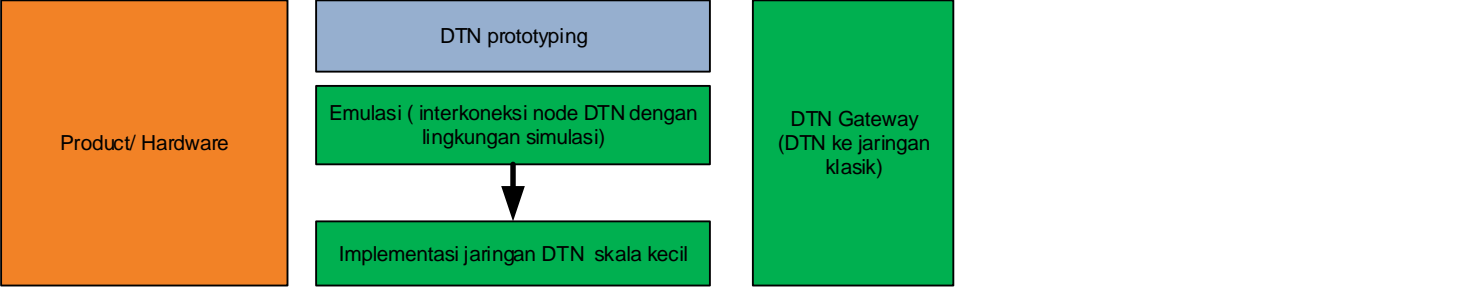 Product/ Hardware
DTN prototyping
Emulasi ( interkoneksi node DTN dengan
lingkungan simulasi)
Implementasi jaringan DTN skala kecil
DTN Gateway
(DTN ke jaringan
klasik)